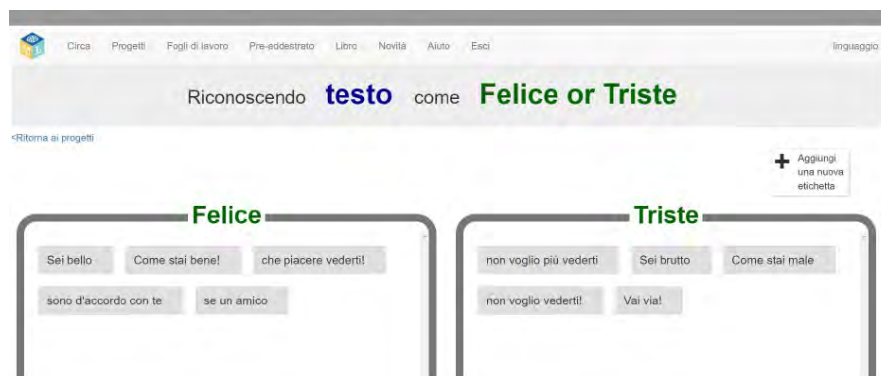 Circa Progetti Fogli di lavoro Pre-addestrato Libro Novità Aiuto Esci linguaggio
Riconoscendo testo come Felice or Triste
<Ritorna ai progetti
+ Aggiungi
una nuova
etichetta
Felice
Sei bello Come stai bene! che piacere vederti!
sono d'accordo con te se un amico
Triste
non voglio più vederti Sei brutto Come stai male
non voglio vederti! Vai via!